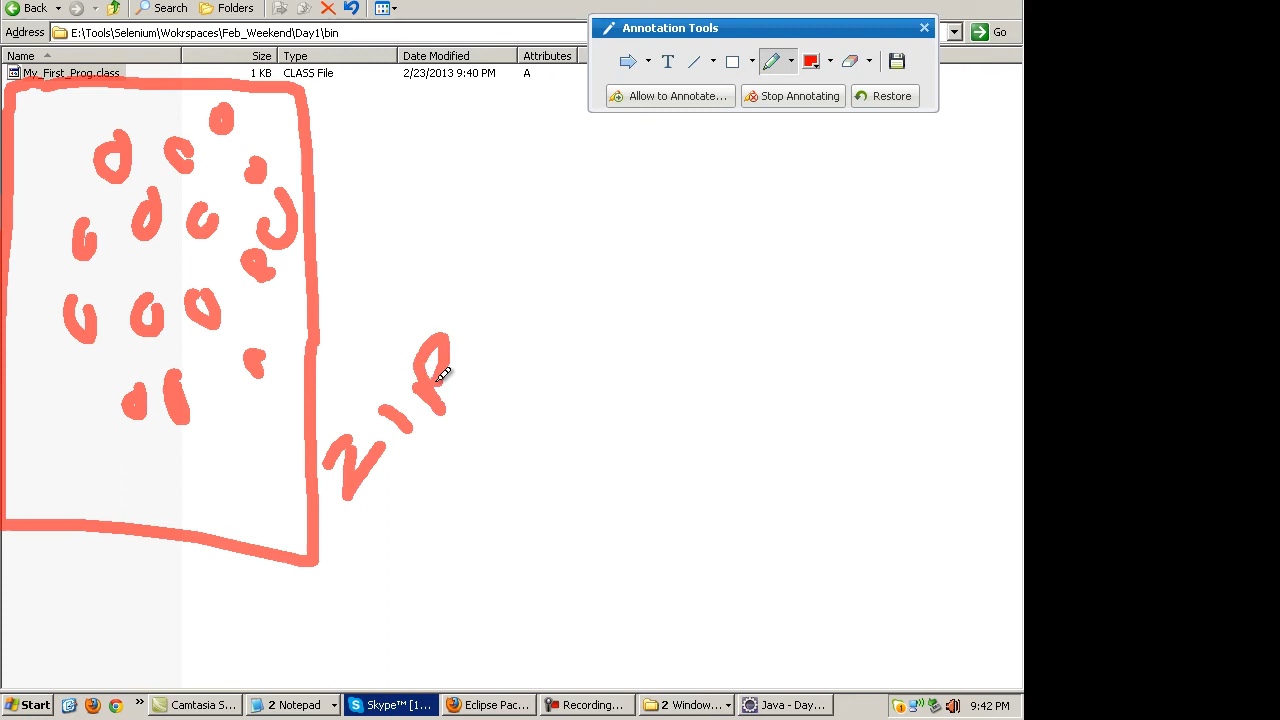 Back Search Folders
Address E:\Tools\Selenium\Wokrspaces\Feb_Weeklnd\Day1\bin Go
Annotation Tools
T
Allow to Annotate... Stop Annotating Restore
Name Size Type Date Modified Attributes
My_First_Prog.class 1 KB CLASS File 2/23/2013 9:40 PM A
ZIP
Start » Camtasia S... 2 Notepad Skype™ [1... Eclipse Pac... Recording... 2 Window... Java - Day... 9:42 PM